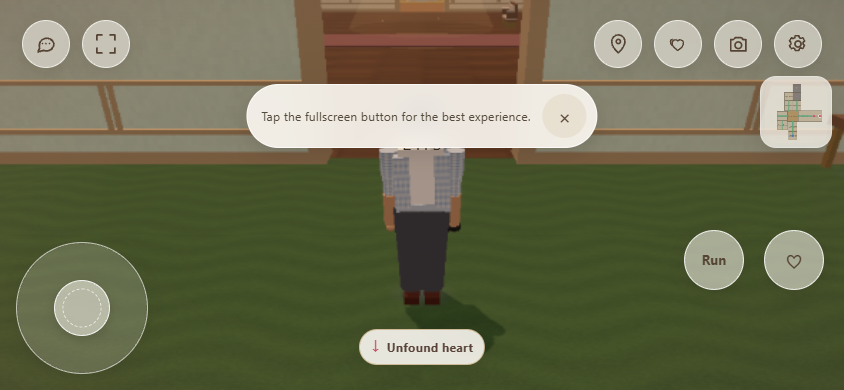 Tap the fullscreen button for the best experience.
Run
Unfound heart